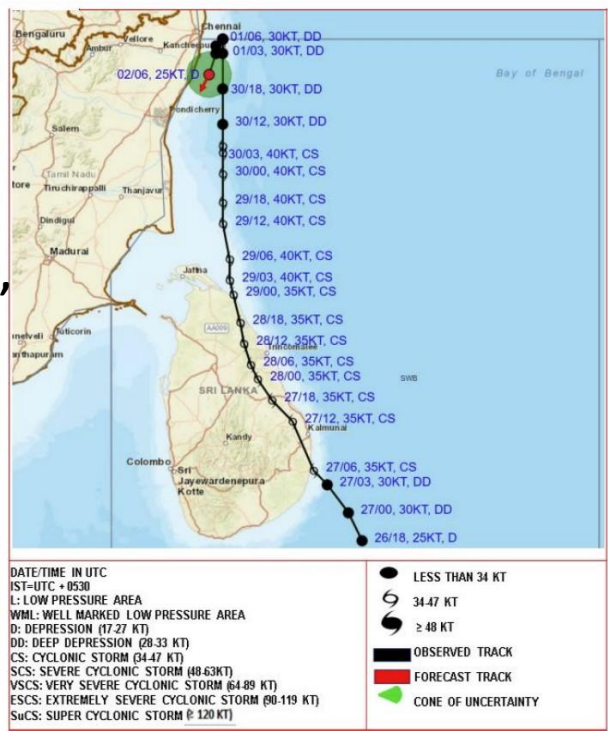 Bengaluru
Vellore
Chennai
Ambur
Kancheepu
01/06, 30KT, DD
01/03, 30KT, DD
02/06, 25KT, D
Bay of Bengal
30/18, 30KT, DD
Pondicherry
30/12, 30KT, DD
Salem
30/03, 40KT, CS
Tamil Nadu
30/00, 40KT, CS
tore
Tiruchirappalli
Thanjavur
29/18, 40KT, CS
29/12, 40KT, CS
Dindigul
Madurai
29/06, 40KT, CS
Jaffna
29/03, 40KT, CS
,
29/00, 35KT, CS
28/18, 35KT, CS
AA009
Tuticorin
28/12, 35KT, CS
Trincomalee
28/06, 35KT, CS
28/00, 35KT, CS
SWB
SRI LANKA
27/18, 35KT, CS
27/12, 35KT, CS
Kalmunai
Kandy
Colombo
Sri
Jayewardenepura
Kotte
27/06, 35KT, CS
27/03, 30KT, DD
27/00, 30KT, DD
26/18, 25KT, D
DATE/TIME IN UTC
IST=UTC + 0530
L: LOW PRESSURE AREA
WML: WELL MARKED LOW PRESSURE AREA
D: DEPRESSION (17-27 KT)
DD: DEEP DEPRESSION (28-33 KT)
CS: CYCLONIC STORM (34-47 KT)
SCS: SEVERE CYCLONIC STORM (48-63KT)
VSCS: VERY SEVERE CYCLONIC STORM (64-89 KT)
ESCS: EXTREMELY SEVERE CYCLONIC STORM (90-119 KT)
SuCS: SUPER CYCLONIC STORM (≥ 120 KT)
LESS THAN 34 KT
34-47 KT
≥ 48 KT
OBSERVED TRACK
FORECAST TRACK
CONE OF UNCERTAINTY